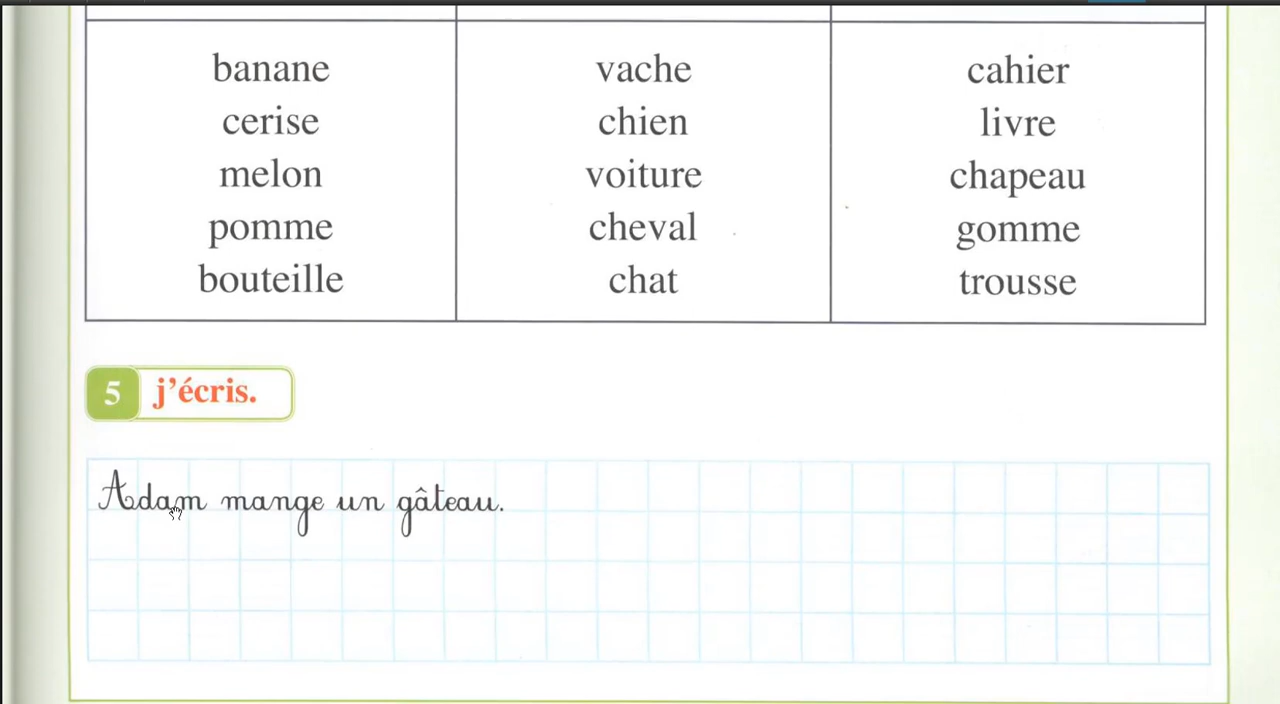 banane vache cahier
cerise chien livre
melon voiture chapeau
pomme cheval gomme
bouteille chat trousse
5 j'écris.
Adam mange un gâteau.